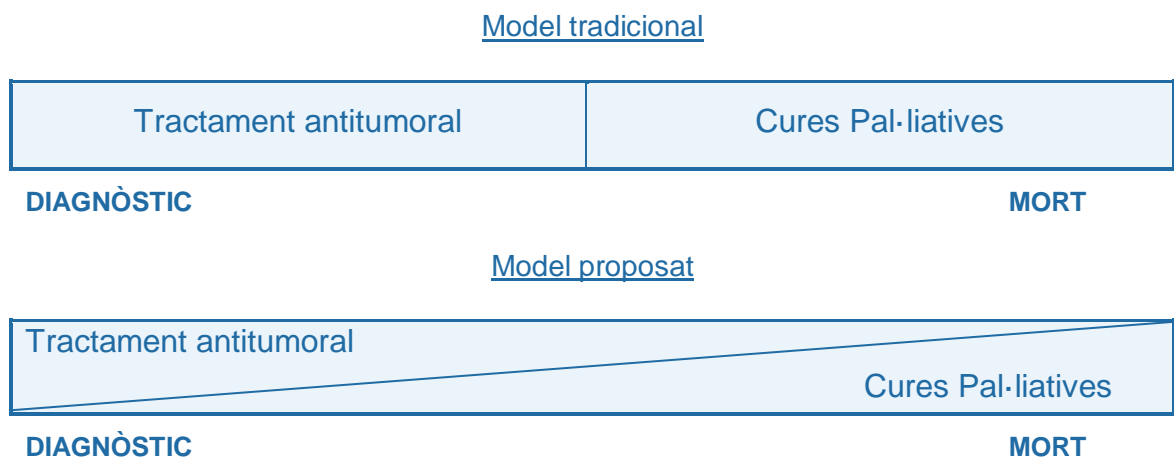 Model tradicional
Tractament antitumoral Cures Pal·liatives
DIAGNÒSTIC MORT
Model proposat
Tractament antitumoral
Cures Pal·liatives
DIAGNÒSTIC MORT